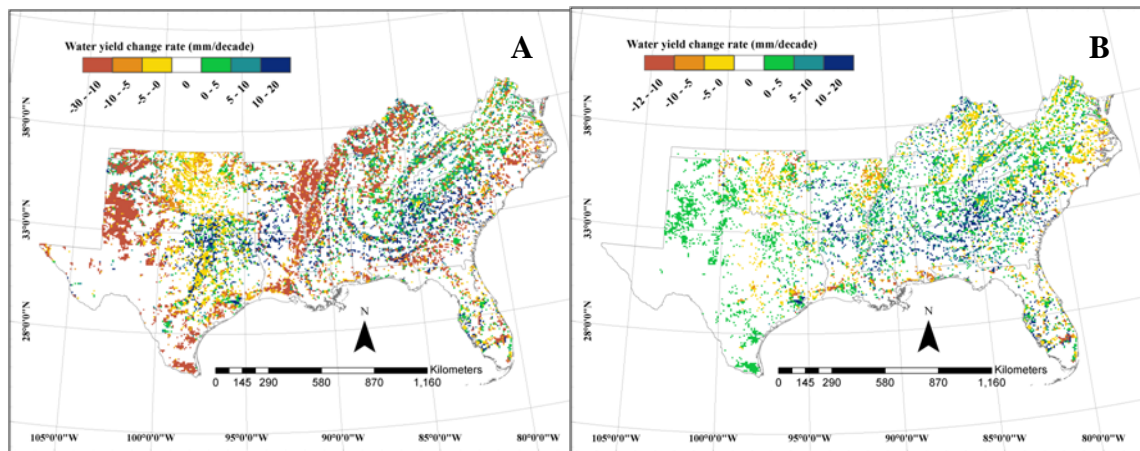 A
Water yield change rate (mm/decade)
-30 - -10
-10 - -5
-5 - -0
0
0-5
5-10
10 - 20
38°0'0"N
33°0'0"N
28°0'0"N
N
Kilometers
0 145 290 580 870 1,160
105°0'0"W 100°0'0"W 95°0'0"W 90°0'0"W 85°0'0"W 80°0'0"W
B
Water yield change rate (mm/decade)
-12 - -10
-10 - -5
-5 - -0
0
0-5
5-10
10 - 20
38°0'0"N
33°0'0"N
28°0'0"N
N
Kilometers
0 145 290 580 870 1,160
105°0'0"W 100°0'0"W 95°0'0"W 90°0'0"W 85°0'0"W 80°0'0"W